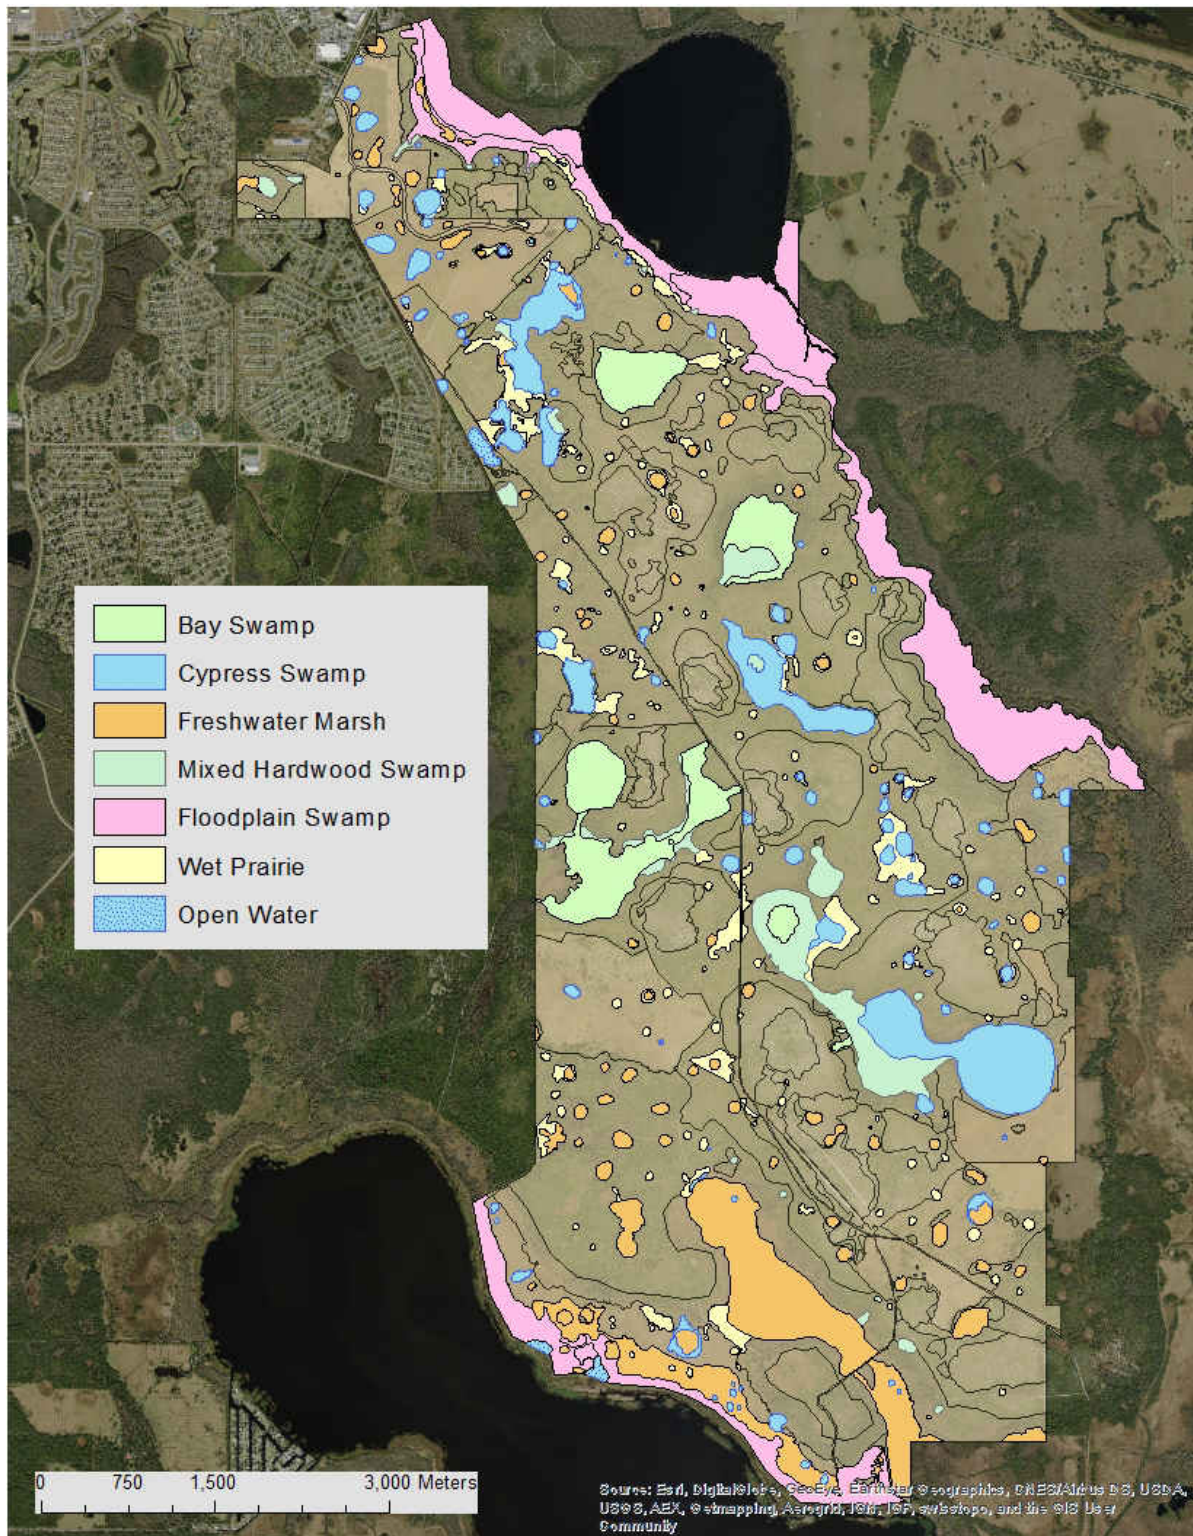 Bay Swamp
Cypress Swamp
Freshwater Marsh
Mixed Hardwood Swamp
Floodplain Swamp
Wet Prairie
Open Water
0 750 1,500 3,000 Meters
Source: Esri, DigitalGlobe, GeoEye, Earthstar Geographics, CNES/Airbus DS, USDA,
USGS, AEX, Getmapping, Aerogrid, IGN, IGP, swisstopo, and the GIS User
Community